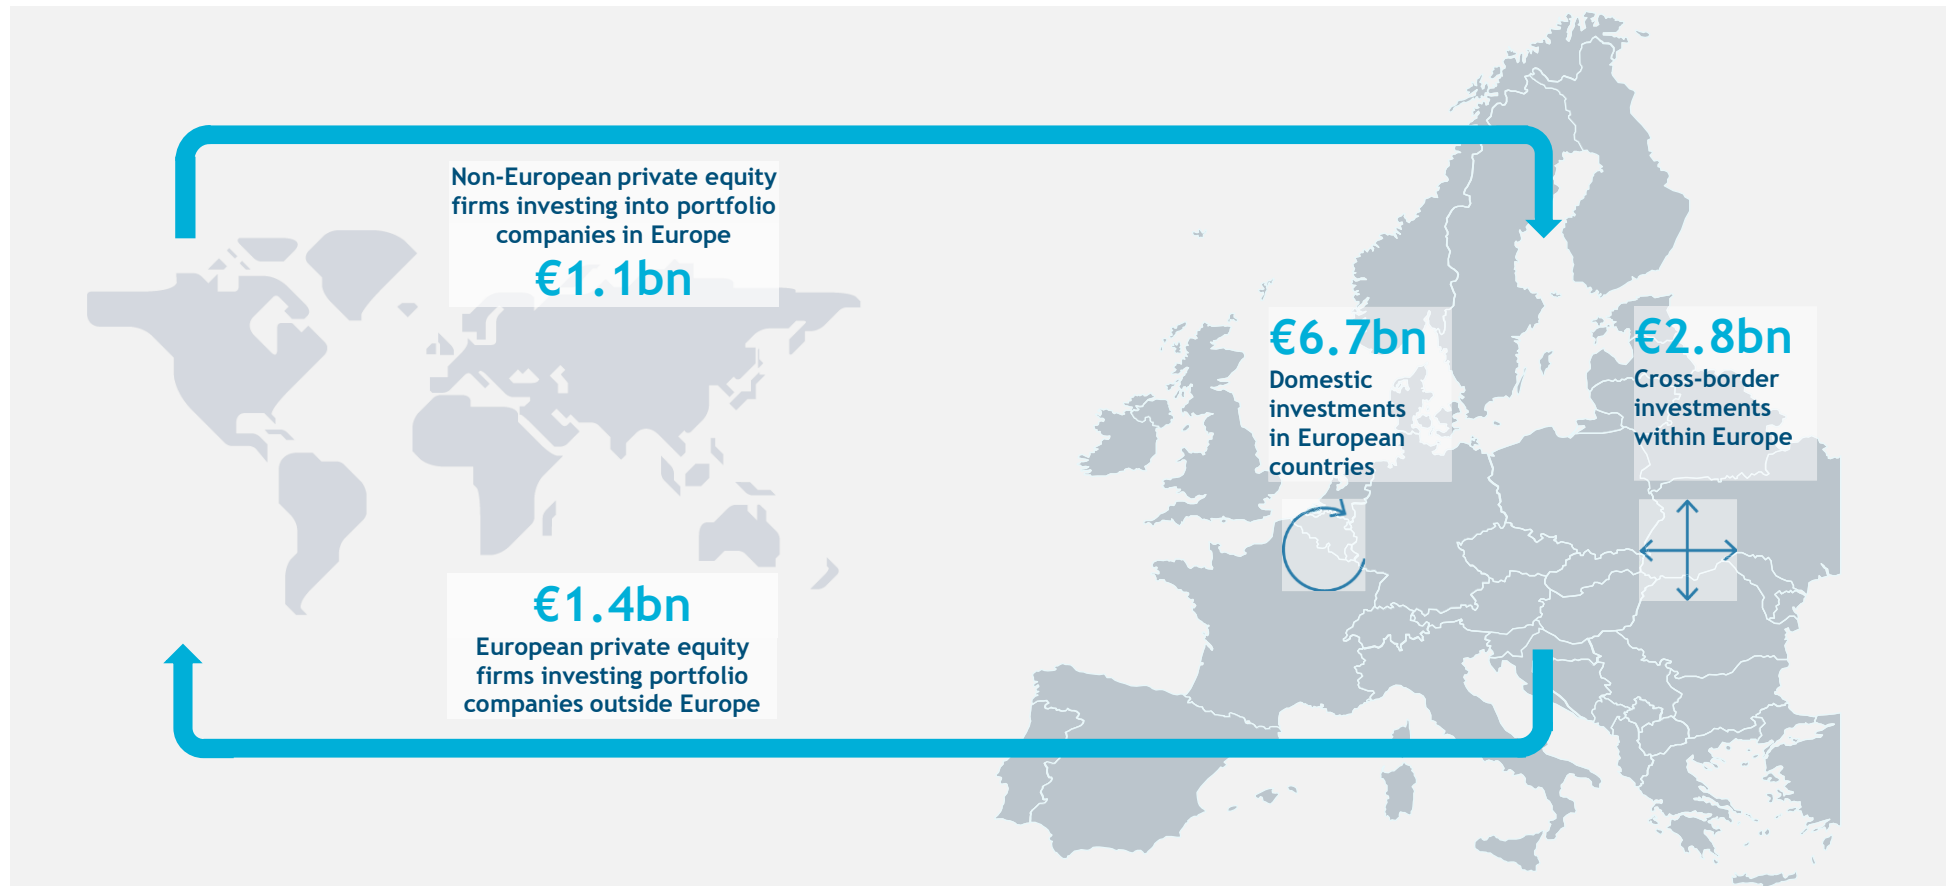 Non-European private equity
firms investing into portfolio
companies in Europe
€1.1bn
€6.7bn
Domestic
investments
in European
countries
€2.8bn
Cross-border
investments
within Europe
€1.4bn
European private equity
firms investing portfolio
companies outside Europe